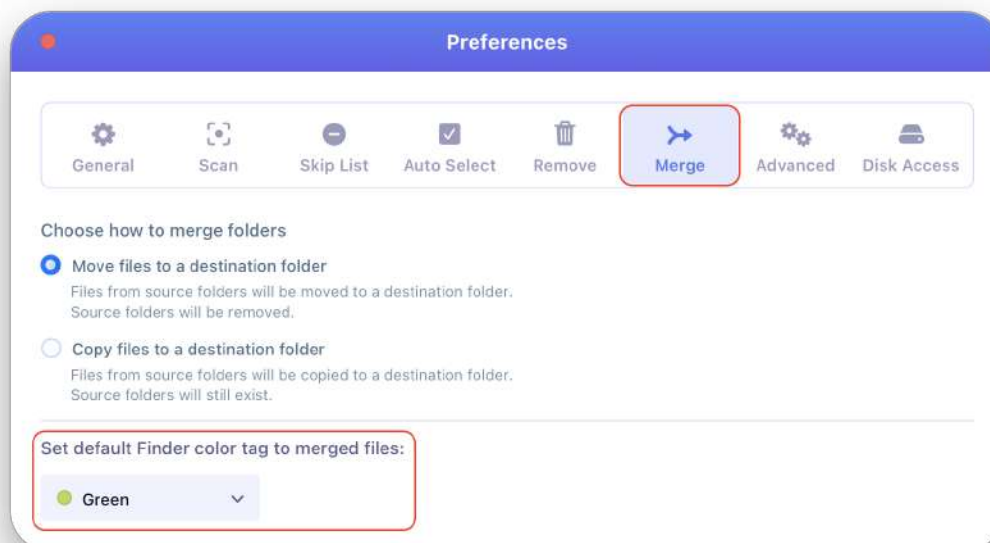 Preferences
General
Scan
Skip List
Auto Select
Remove
Merge
Advanced
Disk Access
Choose how to merge folders
Move files to a destination folder
Files from source folders will be moved to a destination folder.
Source folders will be removed.
Copy files to a destination folder
Files from source folders will be copied to a destination folder.
Source folders will still exist.
Set default Finder color tag to merged files:
Green